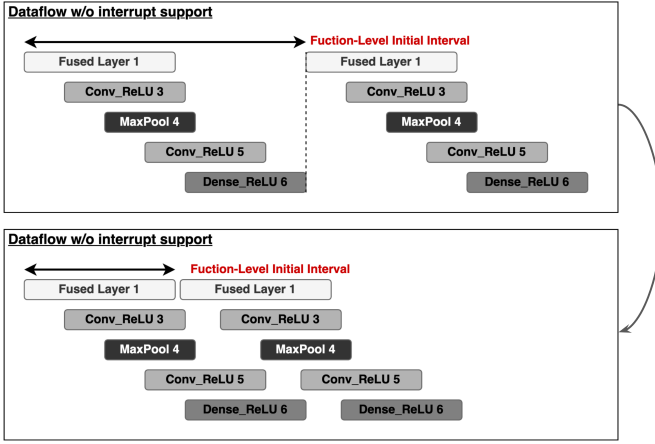 Dataflow w/o interrupt support
Fuction-Level Initial Interval
Fused Layer 1 Fused Layer 1
Conv_ReLU 3 Conv_ReLU 3
MaxPool 4 MaxPool 4
Conv_ReLU 5 Conv_ReLU 5
Dense_ReLU 6 Dense_ReLU 6
Dataflow w/o interrupt support
Fuction-Level Initial Interval
Fused Layer 1 Fused Layer 1
Conv_ReLU 3 Conv_ReLU 3
MaxPool 4 MaxPool 4
Conv_ReLU 5 Conv_ReLU 5
Dense_ReLU 6 Dense_ReLU 6